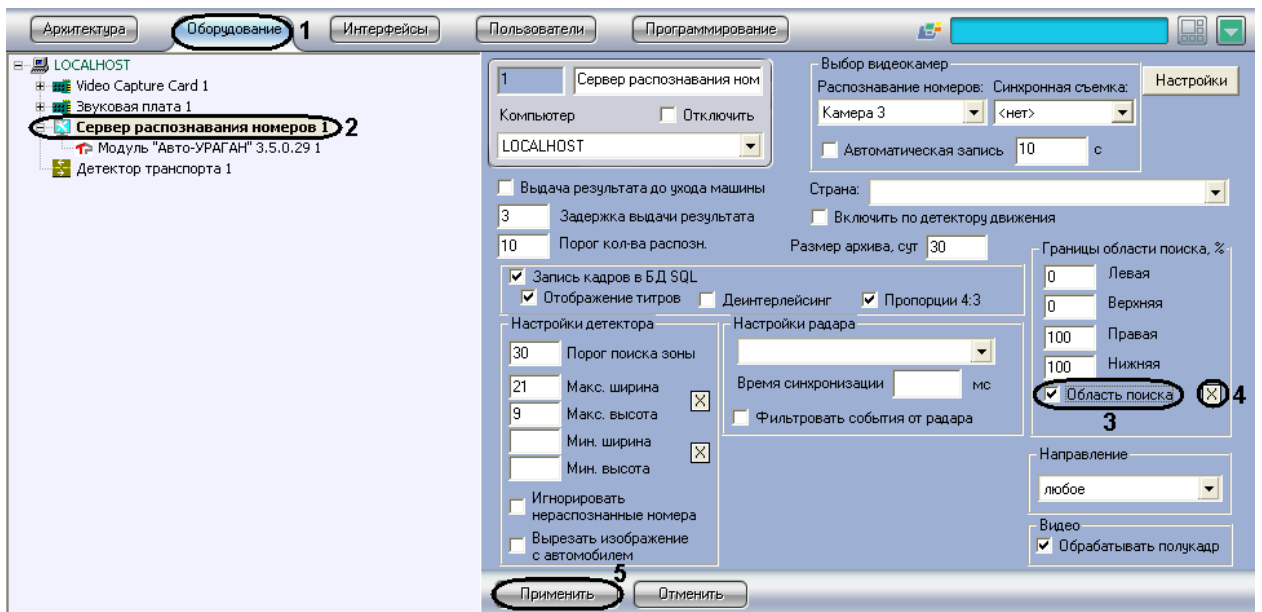 Архитектура Оборудование 1 Интерфейсы Пользователи Программирование
LOCALHOST
Video Capture Card 1
Звуковая плата 1
Сервер распознавания номеров 1 2
Модуль "Авто-УРАГАН" 3.5.0.29 1
Детектор транспорта 1
1 Сервер распознавания ном
Компьютер Отключить
LOCALHOST
Выбор видеокамер
Распознавание номеров: Синхронная съемка:
Камера 3 <нет>
Автоматическая запись 10 с
Настройки
Выдача результата до ухода машины
3 Задержка выдачи результата
10 Порог кол-ва распозн.
Страна:
Включить по детектору движения
Размер архива, сут 30
Запись кадров в БД SQL
Отображение титров Деинтерлейсинг Пропорции 4:3
Границы области поиска, %
0 Левая
0 Верхняя
100 Правая
100 Нижняя
Область поиска X 4
3
Настройки детектора
30 Порог поиска зоны
21 Макс. ширина
X
9 Макс. высота
Мин. ширина
X
Мин. высота
Игнорировать
нераспознанные номера
Вырезать изображение
с автомобилем
Настройки радара
Время синхронизации мс
Фильтровать события от радара
Направление
любое
Видео
Обрабатывать полукадр
5
Применить Отменить